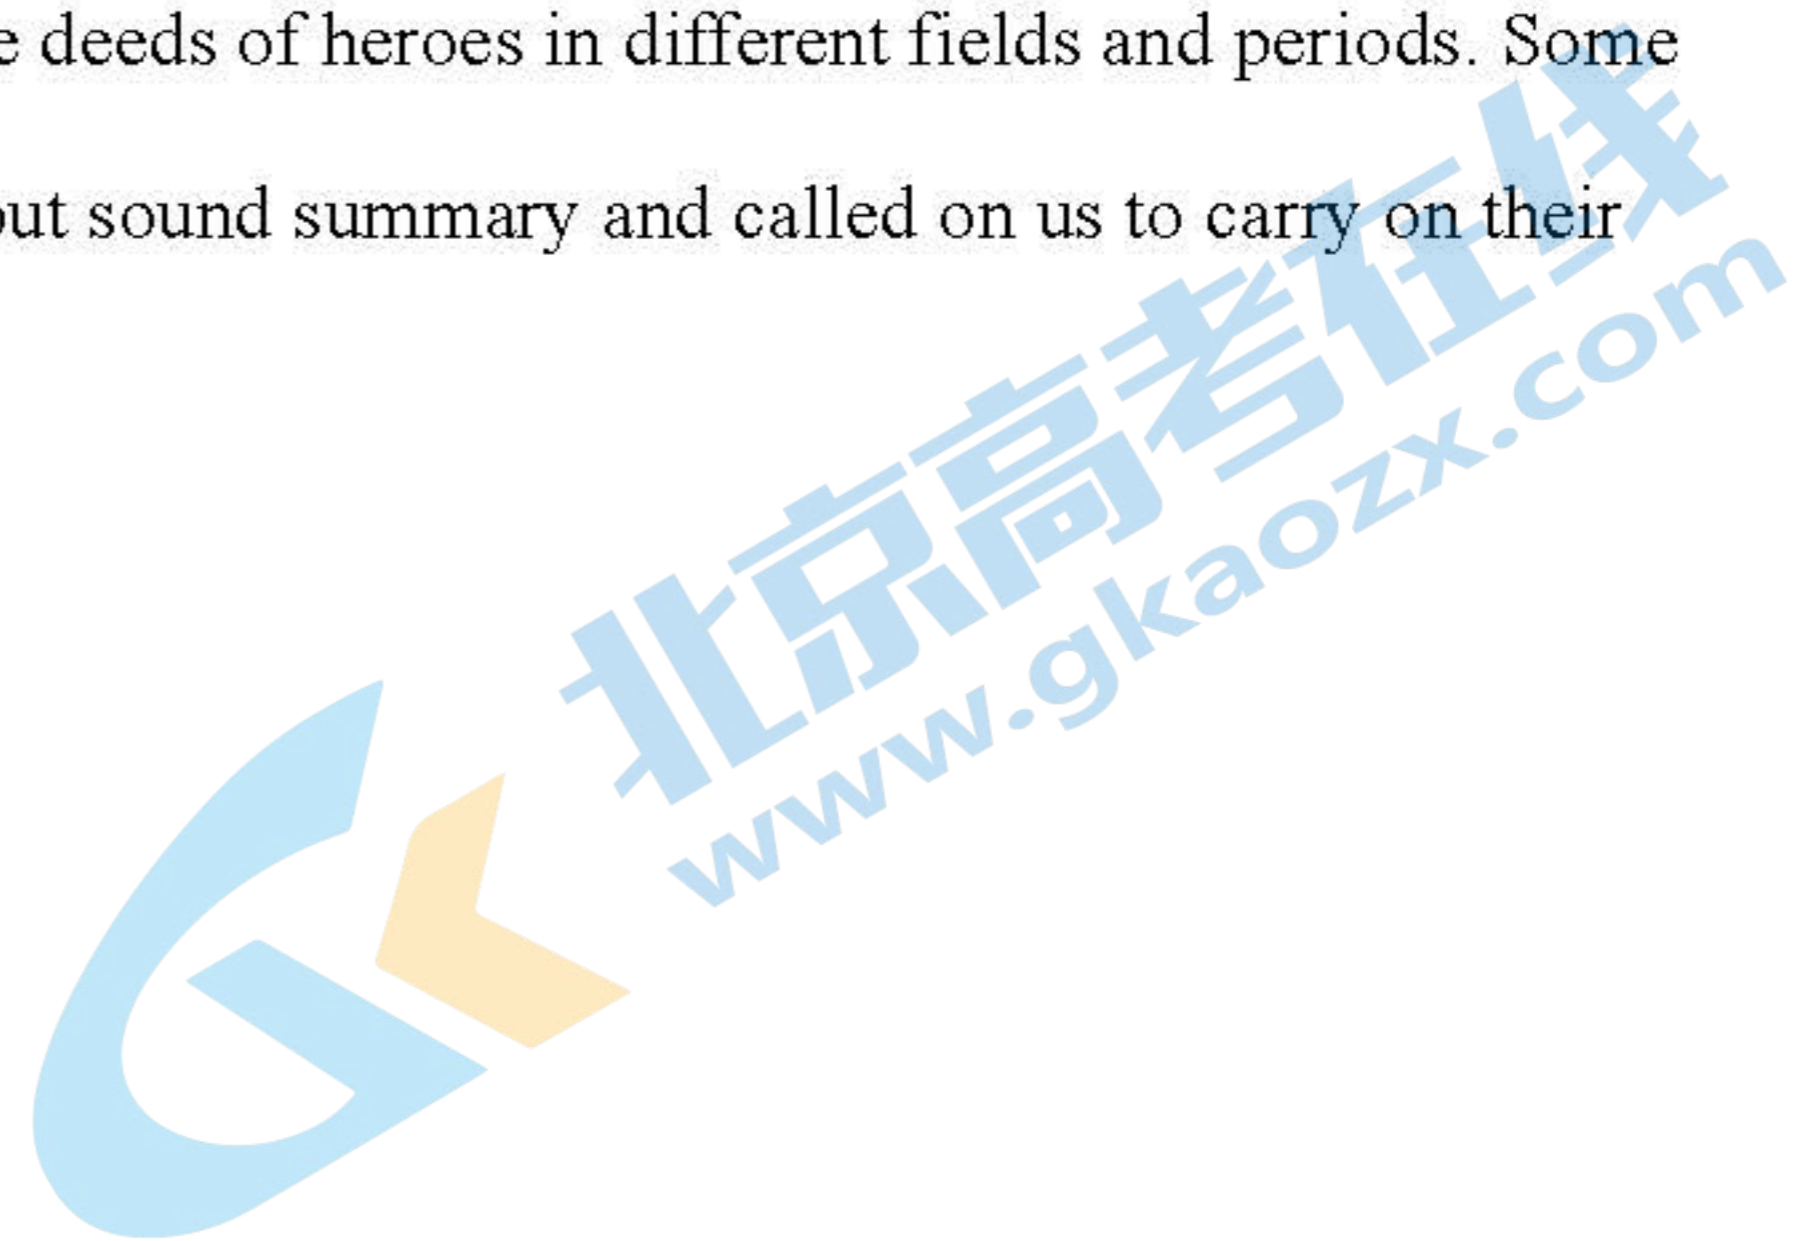 deeds of heroes in different fields and periods. Some
sound summary and called on us to carry on their
北京高考在线
www.gkaozx.com